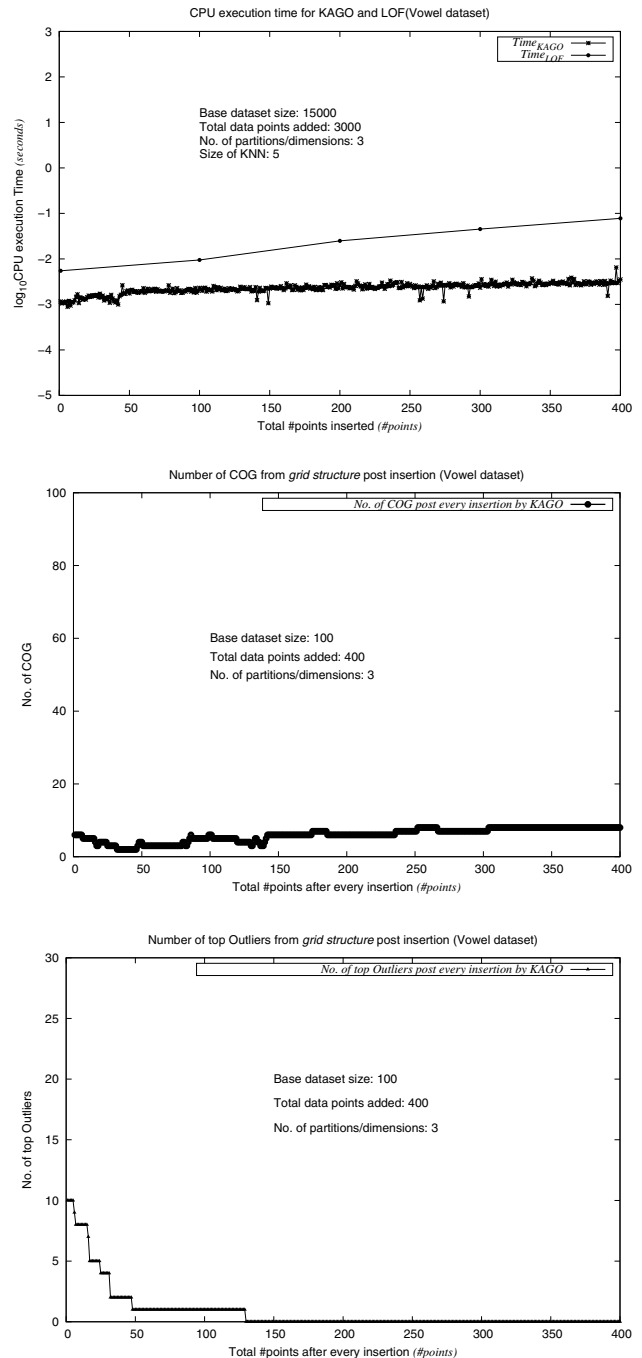 CPU execution time for KAGO and LOF(Vowel dataset)
3
2
1
0
−1
−2
−3
−4
−5
log10CPU execution Time (seconds)
Time_KAGO
Time_LOF
Base dataset size: 15000
Total data points added: 3000
No. of partitions/dimensions: 3
Size of KNN: 5
0 50 100 150 200 250 300 350 400
Total #points inserted (#points)
Number of COG from grid structure post insertion (Vowel dataset)
100
80
60
40
20
0
No. of COG
No. of COG post every insertion by KAGO
Base dataset size: 100
Total data points added: 400
No. of partitions/dimensions: 3
0 50 100 150 200 250 300 350 400
Total #points after every insertion (#points)
Number of top Outliers from grid structure post insertion (Vowel dataset)
30
25
20
15
10
5
0
No. of top Outliers
No. of top Outliers post every insertion by KAGO
Base dataset size: 100
Total data points added: 400
No. of partitions/dimensions: 3
0 50 100 150 200 250 300 350 400
Total #points after every insertion (#points)